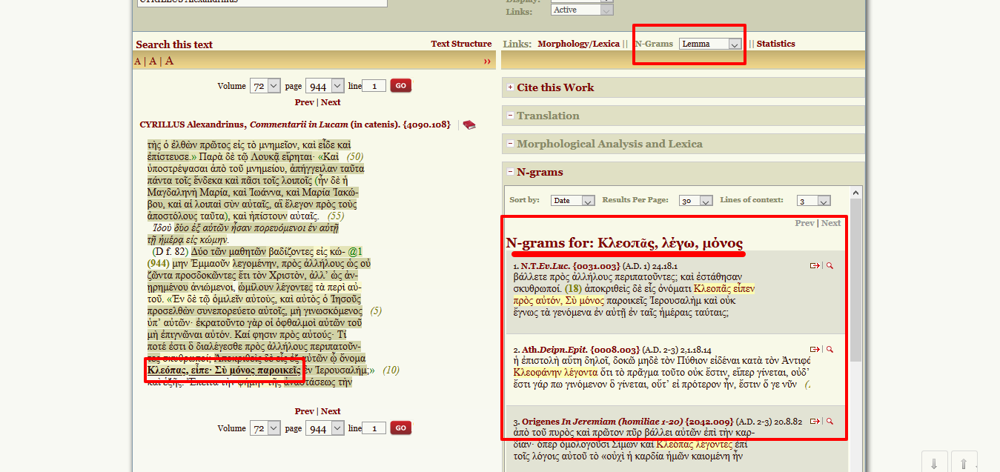 CYRILLUS Alexandrinus
Display:
Links: Active
Search this text
Text Structure
Links: Morphology/Lexica || N-Grams Lemma || Statistics
A | A | A ››
Volume 72 page 944 line 1 GO
Prev | Next
CYRILLUS Alexandrinus, Commentarii in Lucam (in catenis). {4090.108}
τῆς ὁ ἐλθὼν πρῶτος εἰς τὸ μνημεῖον, καὶ εἶδε καὶ
ἐπίστευσε.» Παρὰ δὲ τῷ Λουκᾷ εἴρηται· «Καὶ (50)
ὑποστρέψασαι ἀπὸ τοῦ μνημείου, ἀπήγγειλαν ταῦτα
πάντα τοῖς ἕνδεκα καὶ πᾶσι τοῖς λοιποῖς (ἦν δὲ ἡ
Μαγδαληνὴ Μαρία, καὶ Ἰωάννα, καὶ Μαρία Ἰακώ-
βου, καὶ αἱ λοιπαὶ σὺν αὐταῖς, αἳ ἔλεγον πρὸς τοὺς
ἀποστόλους ταῦτα), καὶ ἠπίστουν αὐταῖς. (55)
Ἰδοὺ δύο ἐξ αὐτῶν ἦσαν πορευόμενοι ἐν αὐτῇ
τῇ ἡμέρᾳ εἰς κώμην.
(D f. 82) Δύο τῶν μαθητῶν βαδίζοντες εἰς κώ- @1
(944) μην Ἐμμαοῦν λεγομένην, πρὸς ἀλλήλους ὡς οὐ
ζῶντα προσδοκῶντες ἔτι τὸν Χριστὸν, ἀλλ’ ὡς ἀν-
ῃρημένου ἀνιώμενοι, ὡμίλουν λέγοντες τὰ περὶ αὐ-
τοῦ. «Ἐν δὲ τῷ ὁμιλεῖν αὐτοὺς, καὶ αὐτὸς ὁ Ἰησοῦς
προσελθὼν συνεπορεύετο αὐτοῖς, μὴ γινωσκόμενος (5)
ὑπ’ αὐτῶν· ἐκρατοῦντο γὰρ οἱ ὀφθαλμοὶ αὐτῶν τοῦ
μὴ ἐπιγνῶναι αὐτόν. Καί φησιν πρὸς αὐτούς· Τί
ποτέ ἐστι ὃ διαλέγεσθε πρὸς ἀλλήλους περιπατοῦν-
τες σκυθρωποί; Ἀποκριθεὶς δὲ εἷς ἐξ αὐτῶν ᾧ ὄνομα
Κλεόπας, εἶπε· Σὺ μόνος παροικεῖς ἐν Ἱερουσαλήμ;» (10)
καὶ ἑξῆς. Ἔπειτα τὴν φήμην τῆς ἀναστάσεως τὴν
Prev | Next
Volume 72 page 944 line 1 GO
Cite this Work
Translation
Morphological Analysis and Lexica
N-grams
Sort by: Date Results Per Page: 30 Lines of context: 3
Prev | Next
N-grams for: Κλεοπᾶς, λέγω, μόνος
1. N.T.Ev.Luc. {0031.003} (A.D. 1) 24.18.1
βάλλετε πρὸς ἀλλήλους περιπατοῦντες; καὶ ἐστάθησαν
σκυθρωποί. (18) ἀποκριθεὶς δὲ εἷς ὀνόματι Κλεοπᾶς εἶπεν
πρὸς αὐτόν, Σὺ μόνος παροικεῖς Ἰερουσαλὴμ καὶ οὐκ
ἔγνως τὰ γενόμενα ἐν αὐτῇ ἐν ταῖς ἡμέραις ταύταις;
2. Ath.Deipn.Epit. {0008.003} (A.D. 2-3) 2,1.18.14
ἡ ἐπιστολὴ αὕτη δηλοῖ, δοκῶ μηδὲ τὸν Πύθιον εἰδέναι κατὰ τὸν Ἀντιφά
Κλεοφάνην λέγοντα ὅτι τὸ πρᾶγμα τοῦτο οὐκ ἔστιν, εἴπερ γίνεται, οὐδ’
ἔστι γάρ πω γινόμενον ὃ γίνεται, οὔτ’ εἰ πρότερον ἦν, ἔστιν ὅ γε νῦν
3. Origenes In Jeremiam (homiliae 1-20) {2042.009} (A.D. 2-3) 20.8.82
ἀπὸ τοῦ πυρὸς καὶ πρῶτον πῦρ βάλλει αὐτῶν ἐπὶ τὴν καρ-
δίαν· ὅπερ ὁμολογοῦσι Σίμων καὶ Κλεόπας λέγοντες ἐπὶ
τοῖς λόγοις αὐτοῦ τὸ «οὐχὶ ἡ καρδία ἡμῶν καιομένη ἦν